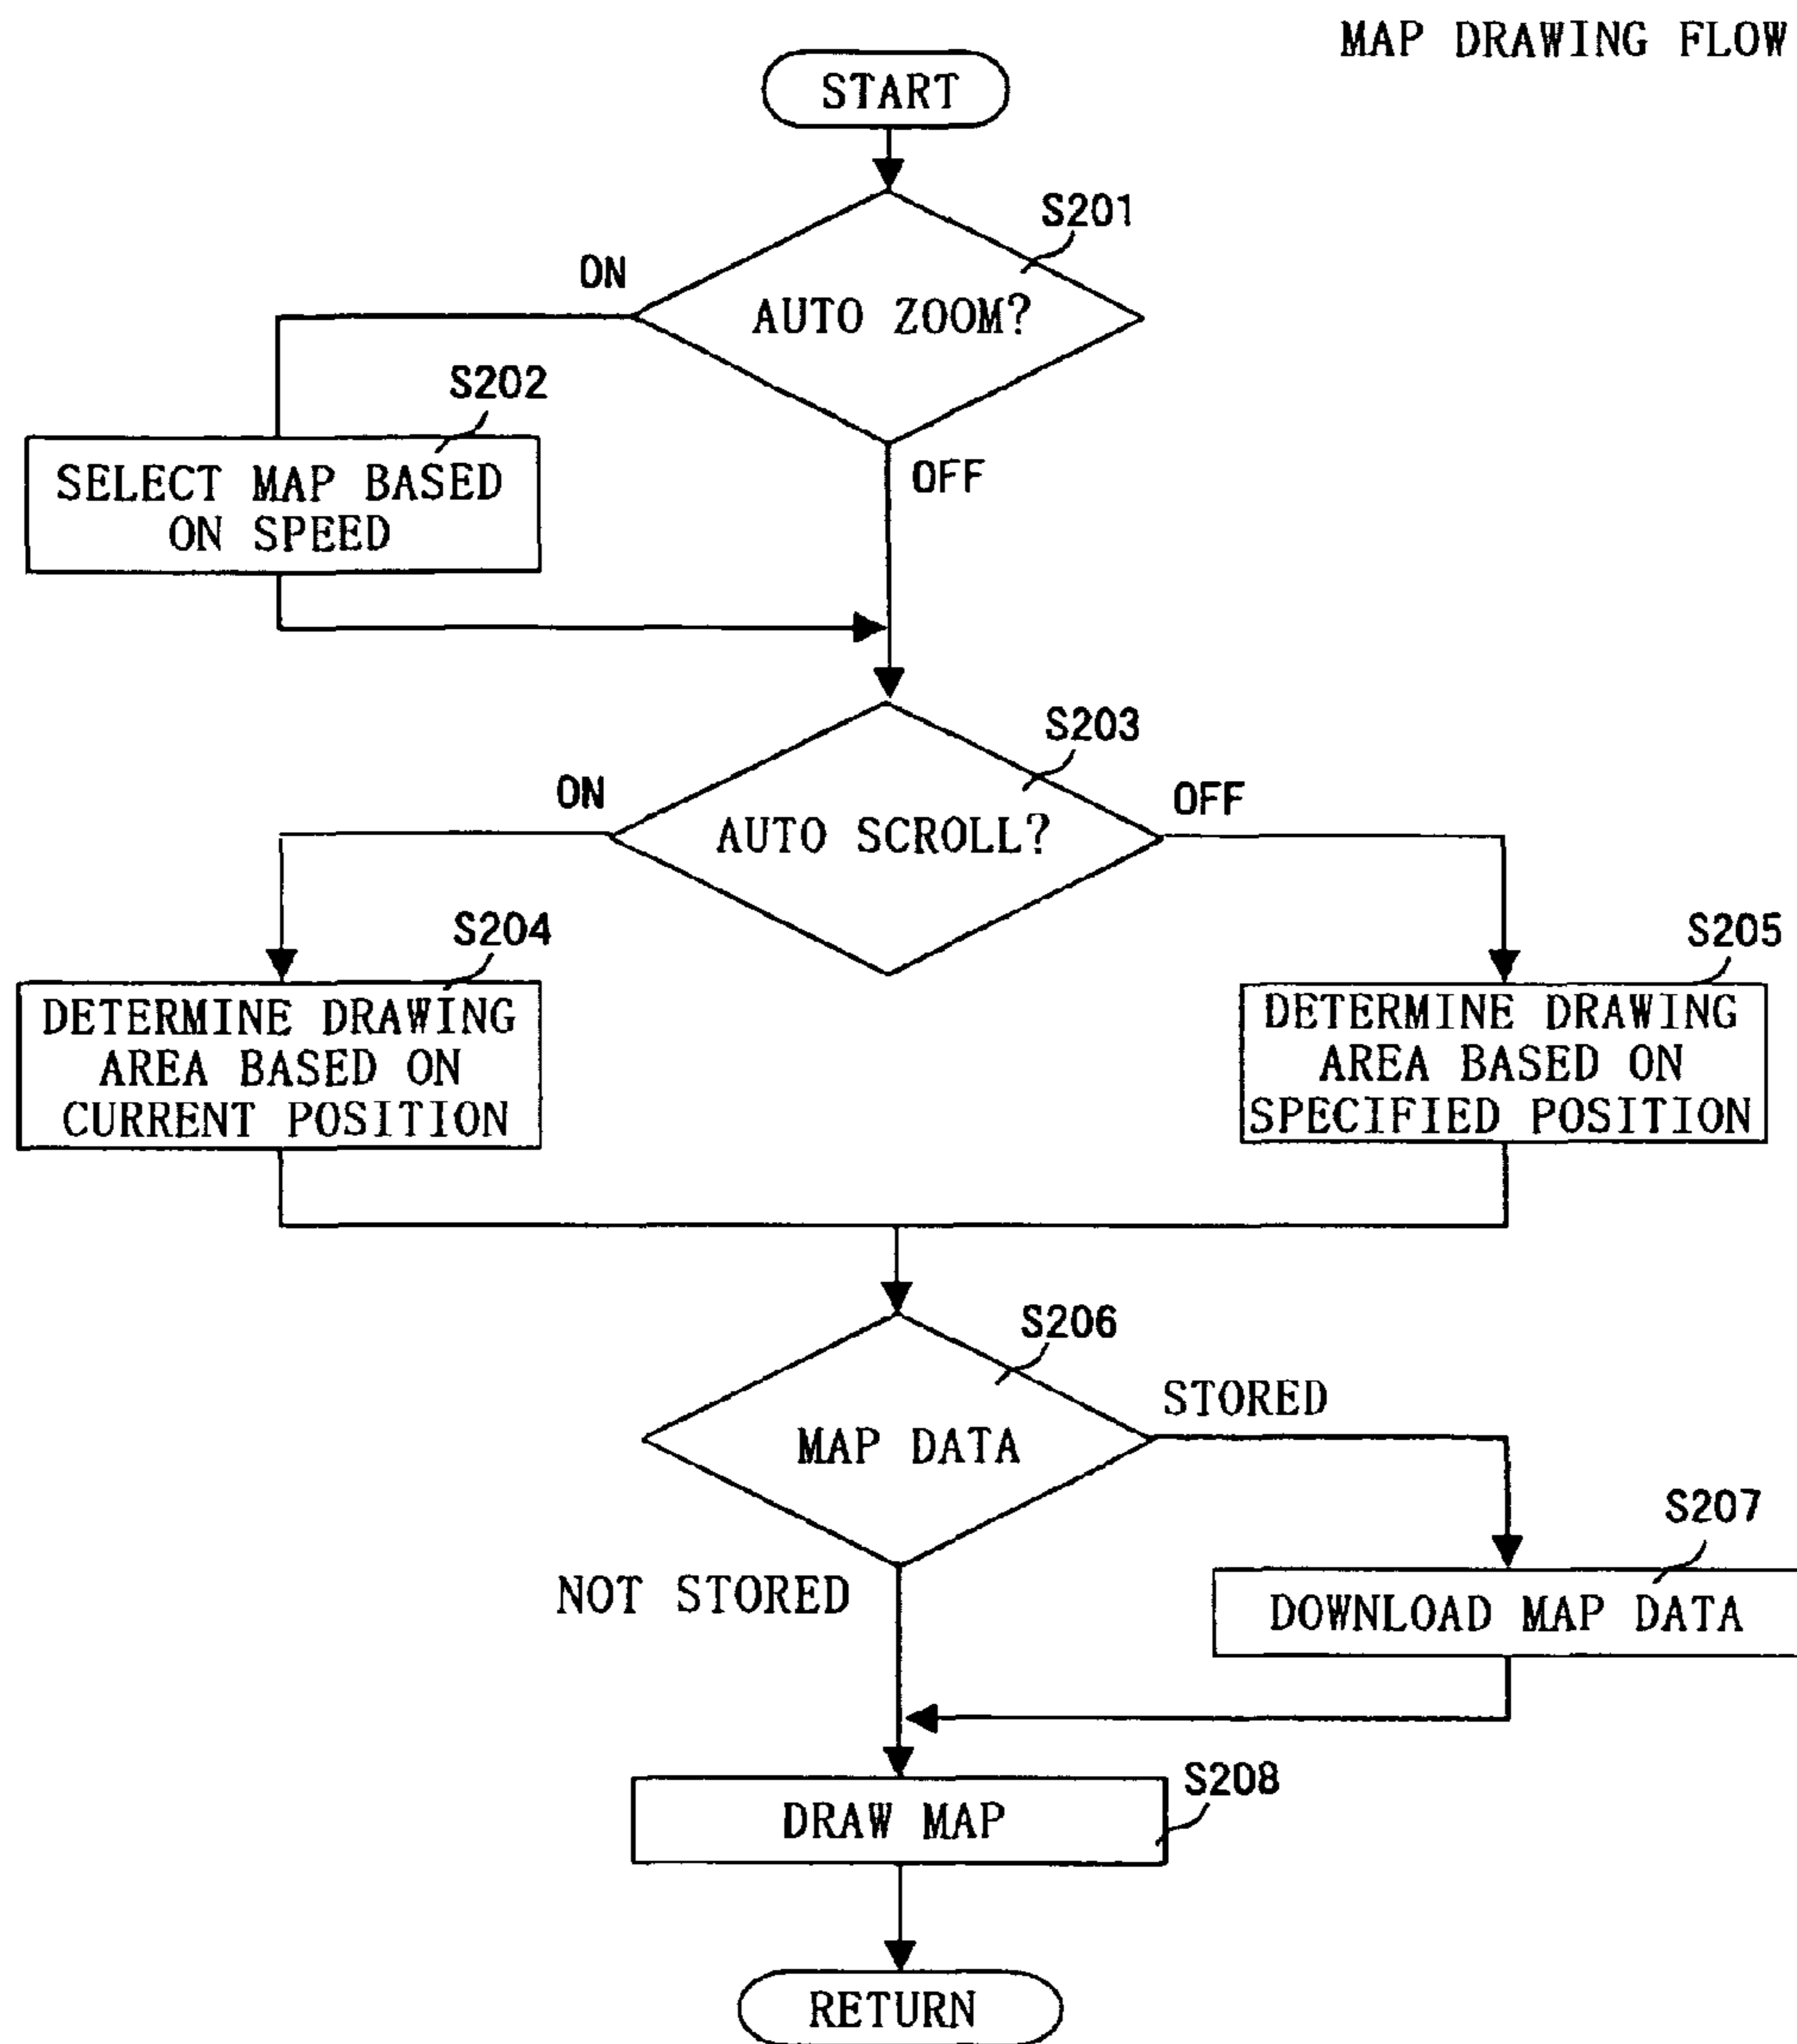 MAP DRAWING FLOW
START
S201
ON
AUTO ZOOM?
S202
OFF
SELECT MAP BASED
ON SPEED
S203
ON
OFF
AUTO SCROLL?
S204
S205
DETERMINE DRAWING
AREA BASED ON
CURRENT POSITION
DETERMINE DRAWING
AREA BASED ON
SPECIFIED POSITION
S206
STORED
MAP DATA
S207
NOT STORED
DOWNLOAD MAP DATA
S208
DRAW MAP
RETURN